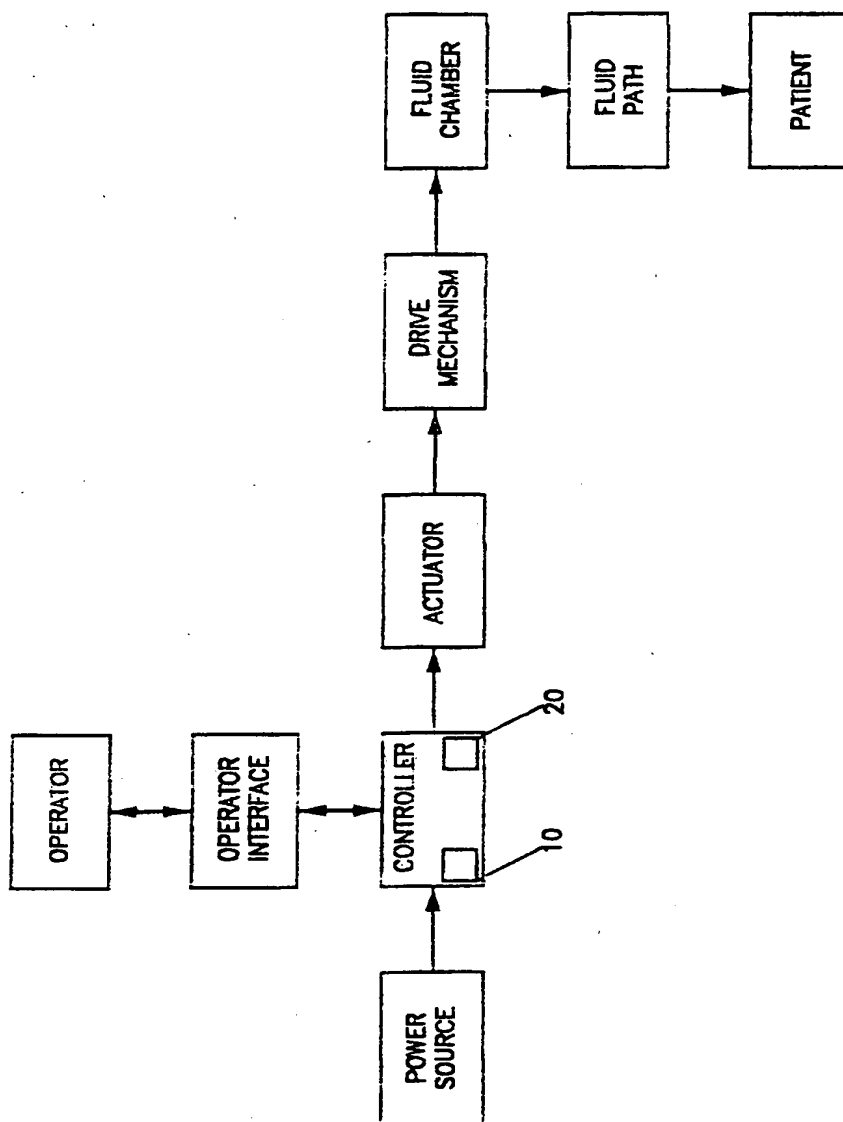 OPERATOR
OPERATOR
INTERFACE
POWER
SOURCE
CONTROLLER
10
20
ACTUATOR
DRIVE
MECHANISM
FLUID
CHAMBER
FLUID
PATH
PATIENT